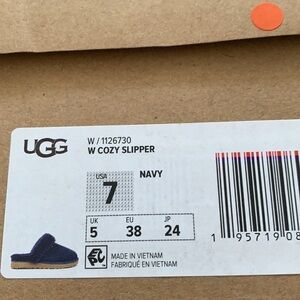 UGG
W / 1126730
W COZY SLIPPER
USA
7
NAVY
UK EU JP
5 38 24
MADE IN VIETNAM
FABRIQUÉ EN VIETNAM
1 95719 08